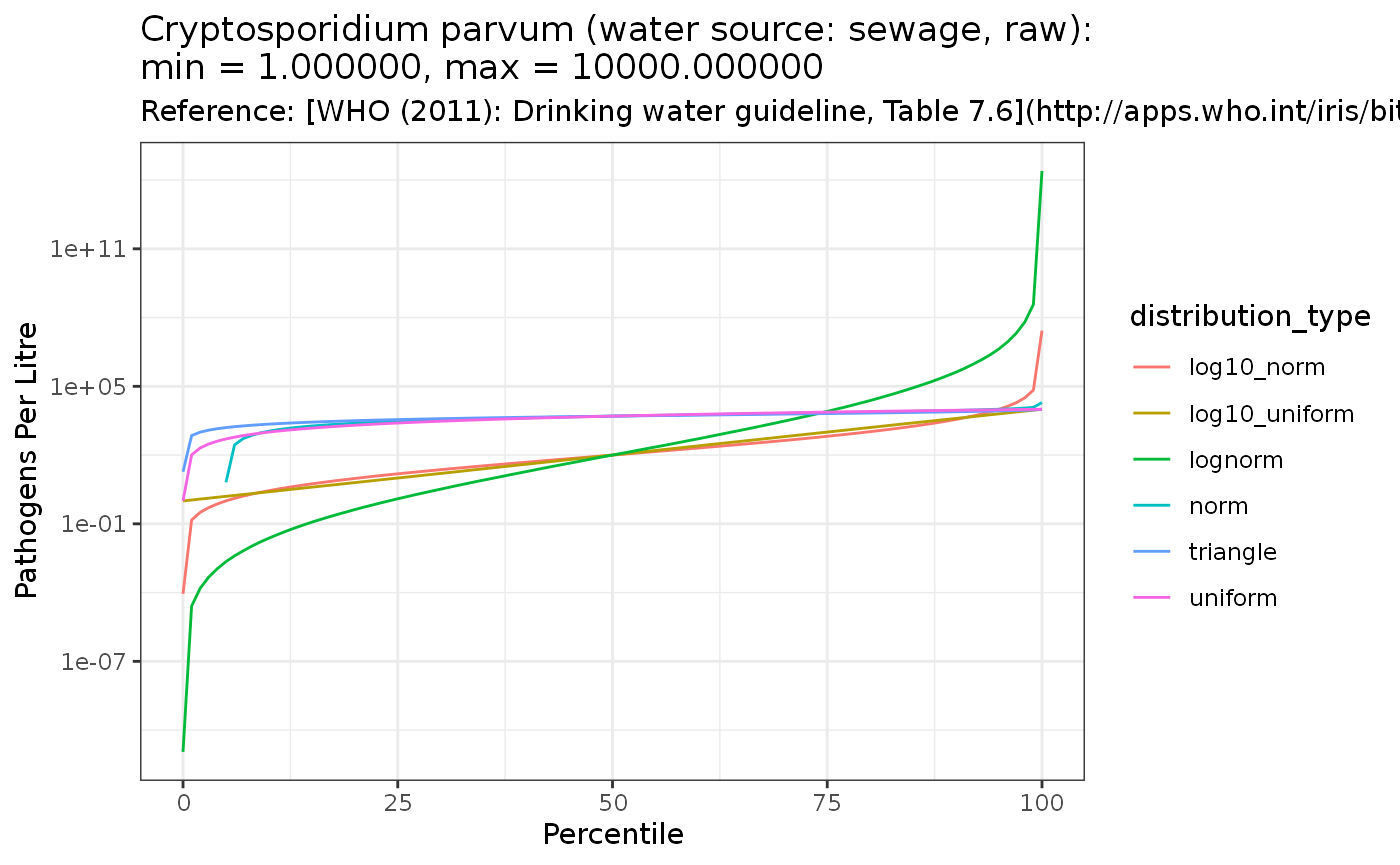 Cryptosporidium parvum (water source: sewage, raw):
min = 1.000000, max = 10000.000000
Reference: [WHO (2011): Drinking water guideline, Table 7.6](http://apps.who.int/iris/bit
1e+11
1e+05
1e-01
1e-07
Pathogens Per Litre
0 25 50 75 100
Percentile
distribution_type
log10_norm
log10_uniform
lognorm
norm
triangle
uniform